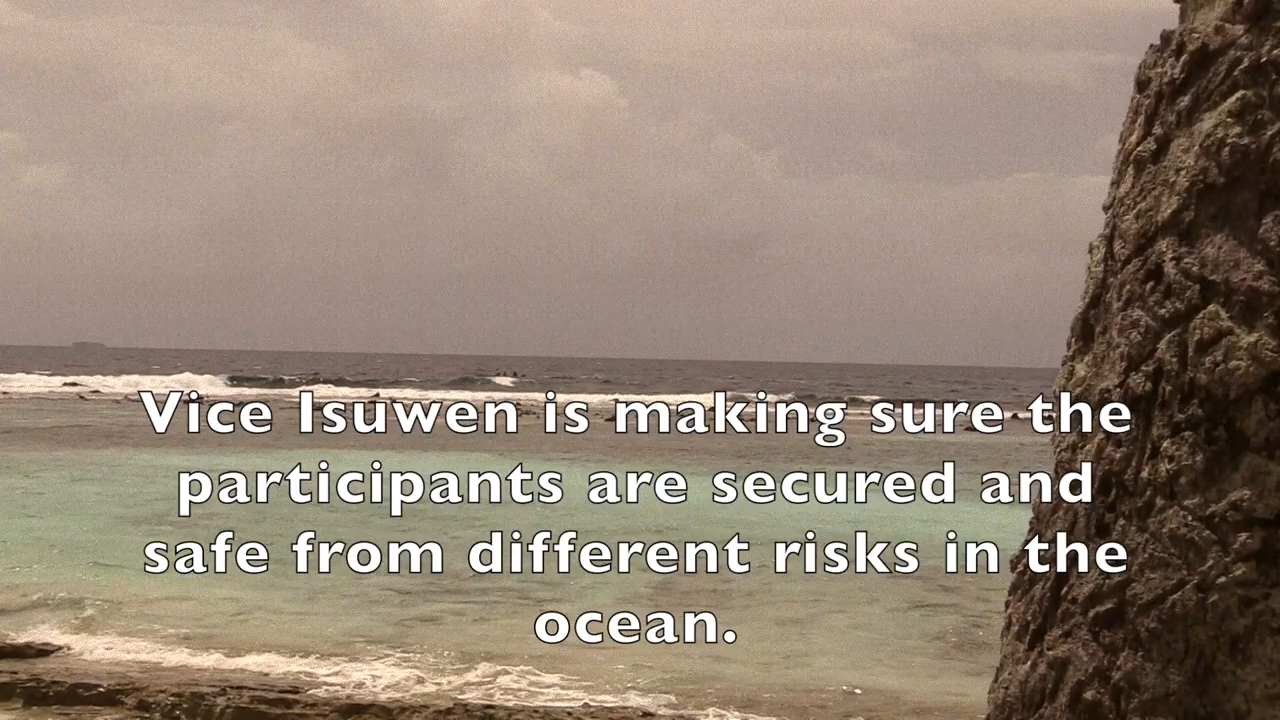 Vice Isuwen is making sure the
participants are secured and
safe from different risks in the
ocean.